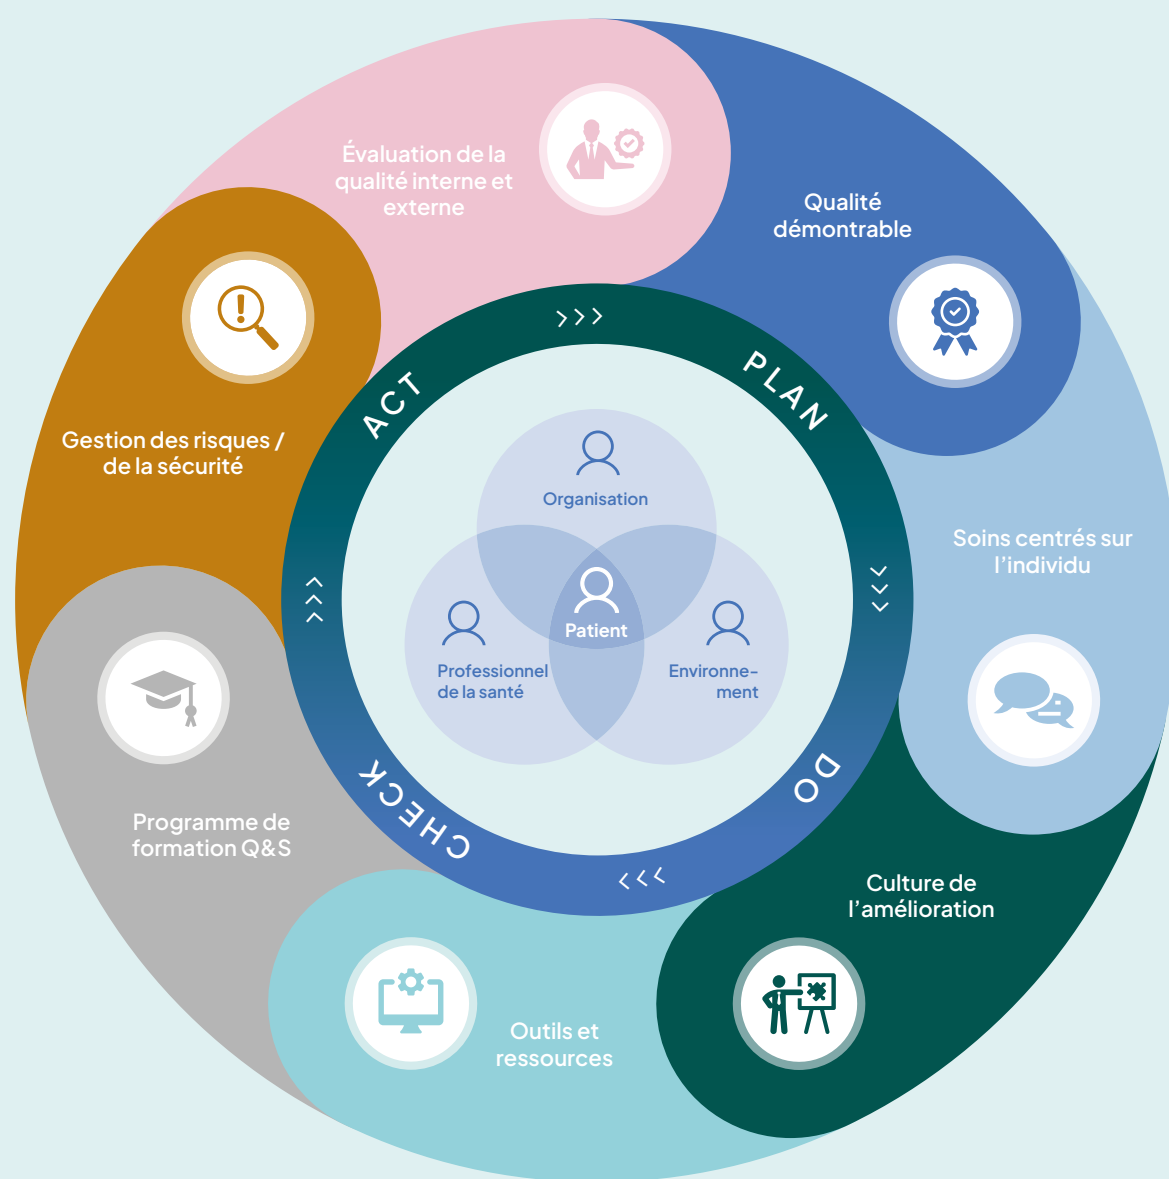 Évaluation de la
qualité interne et
externe
Qualité
démontrable
Soins centrés sur
l’individu
Culture de
l’amélioration
Outils et
ressources
Programme de
formation Q&S
Gestion des risques /
de la sécurité
PLAN
DO
CHECK
ACT
Organisation
Patient
Professionnel
de la santé
Environne-
ment